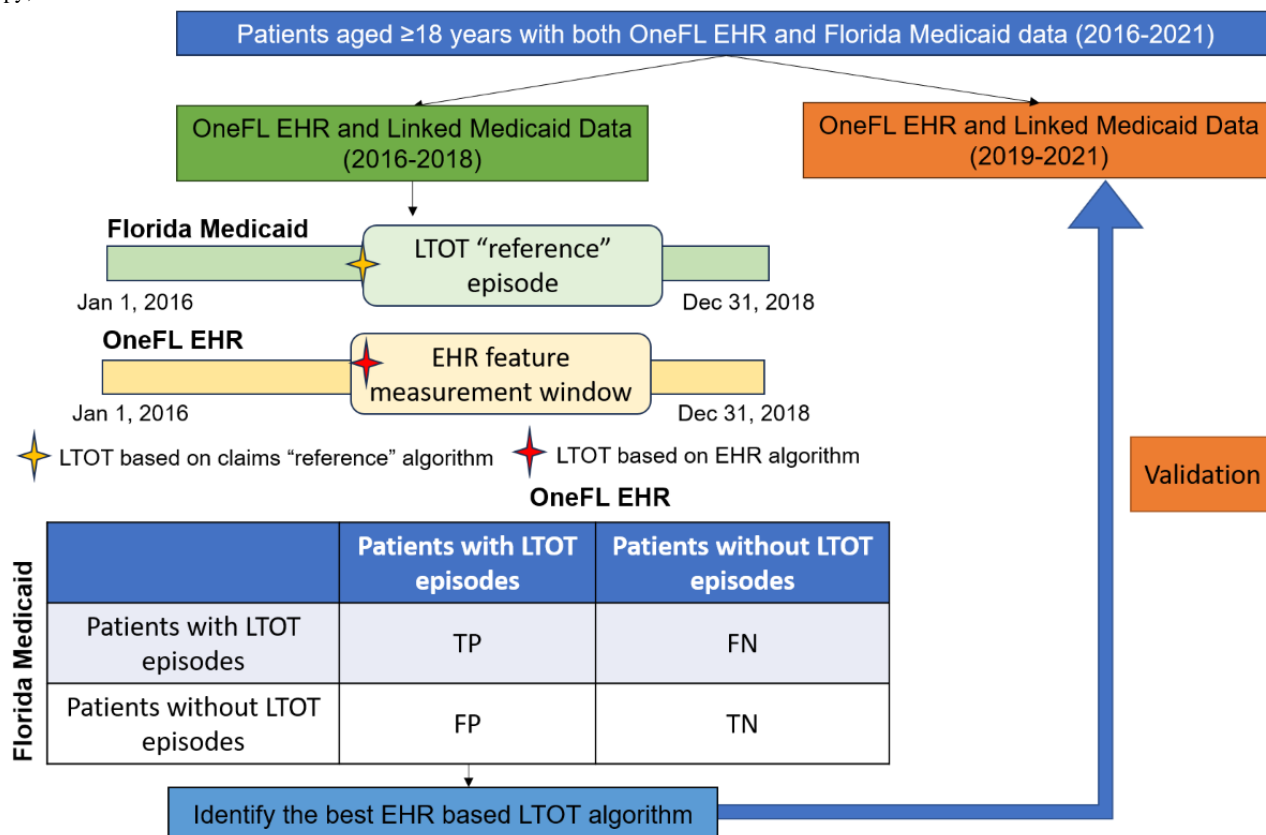 py,
Patients aged ≥18 years with both OneFL EHR and Florida Medicaid data (2016-2021)
OneFL EHR and Linked Medicaid Data
(2016-2018)
OneFL EHR and Linked Medicaid Data
(2019-2021)
Florida Medicaid
LTOT “reference”
episode
Jan 1, 2016
Dec 31, 2018
OneFL EHR
EHR feature
measurement window
Jan 1, 2016
Dec 31, 2018
LTOT based on claims “reference” algorithm
LTOT based on EHR algorithm
Validation
OneFL EHR
Florida Medicaid
Patients with LTOT
episodes
Patients without LTOT
episodes
Patients with LTOT
episodes
TP
FN
Patients without LTOT
episodes
FP
TN
Identify the best EHR based LTOT algorithm